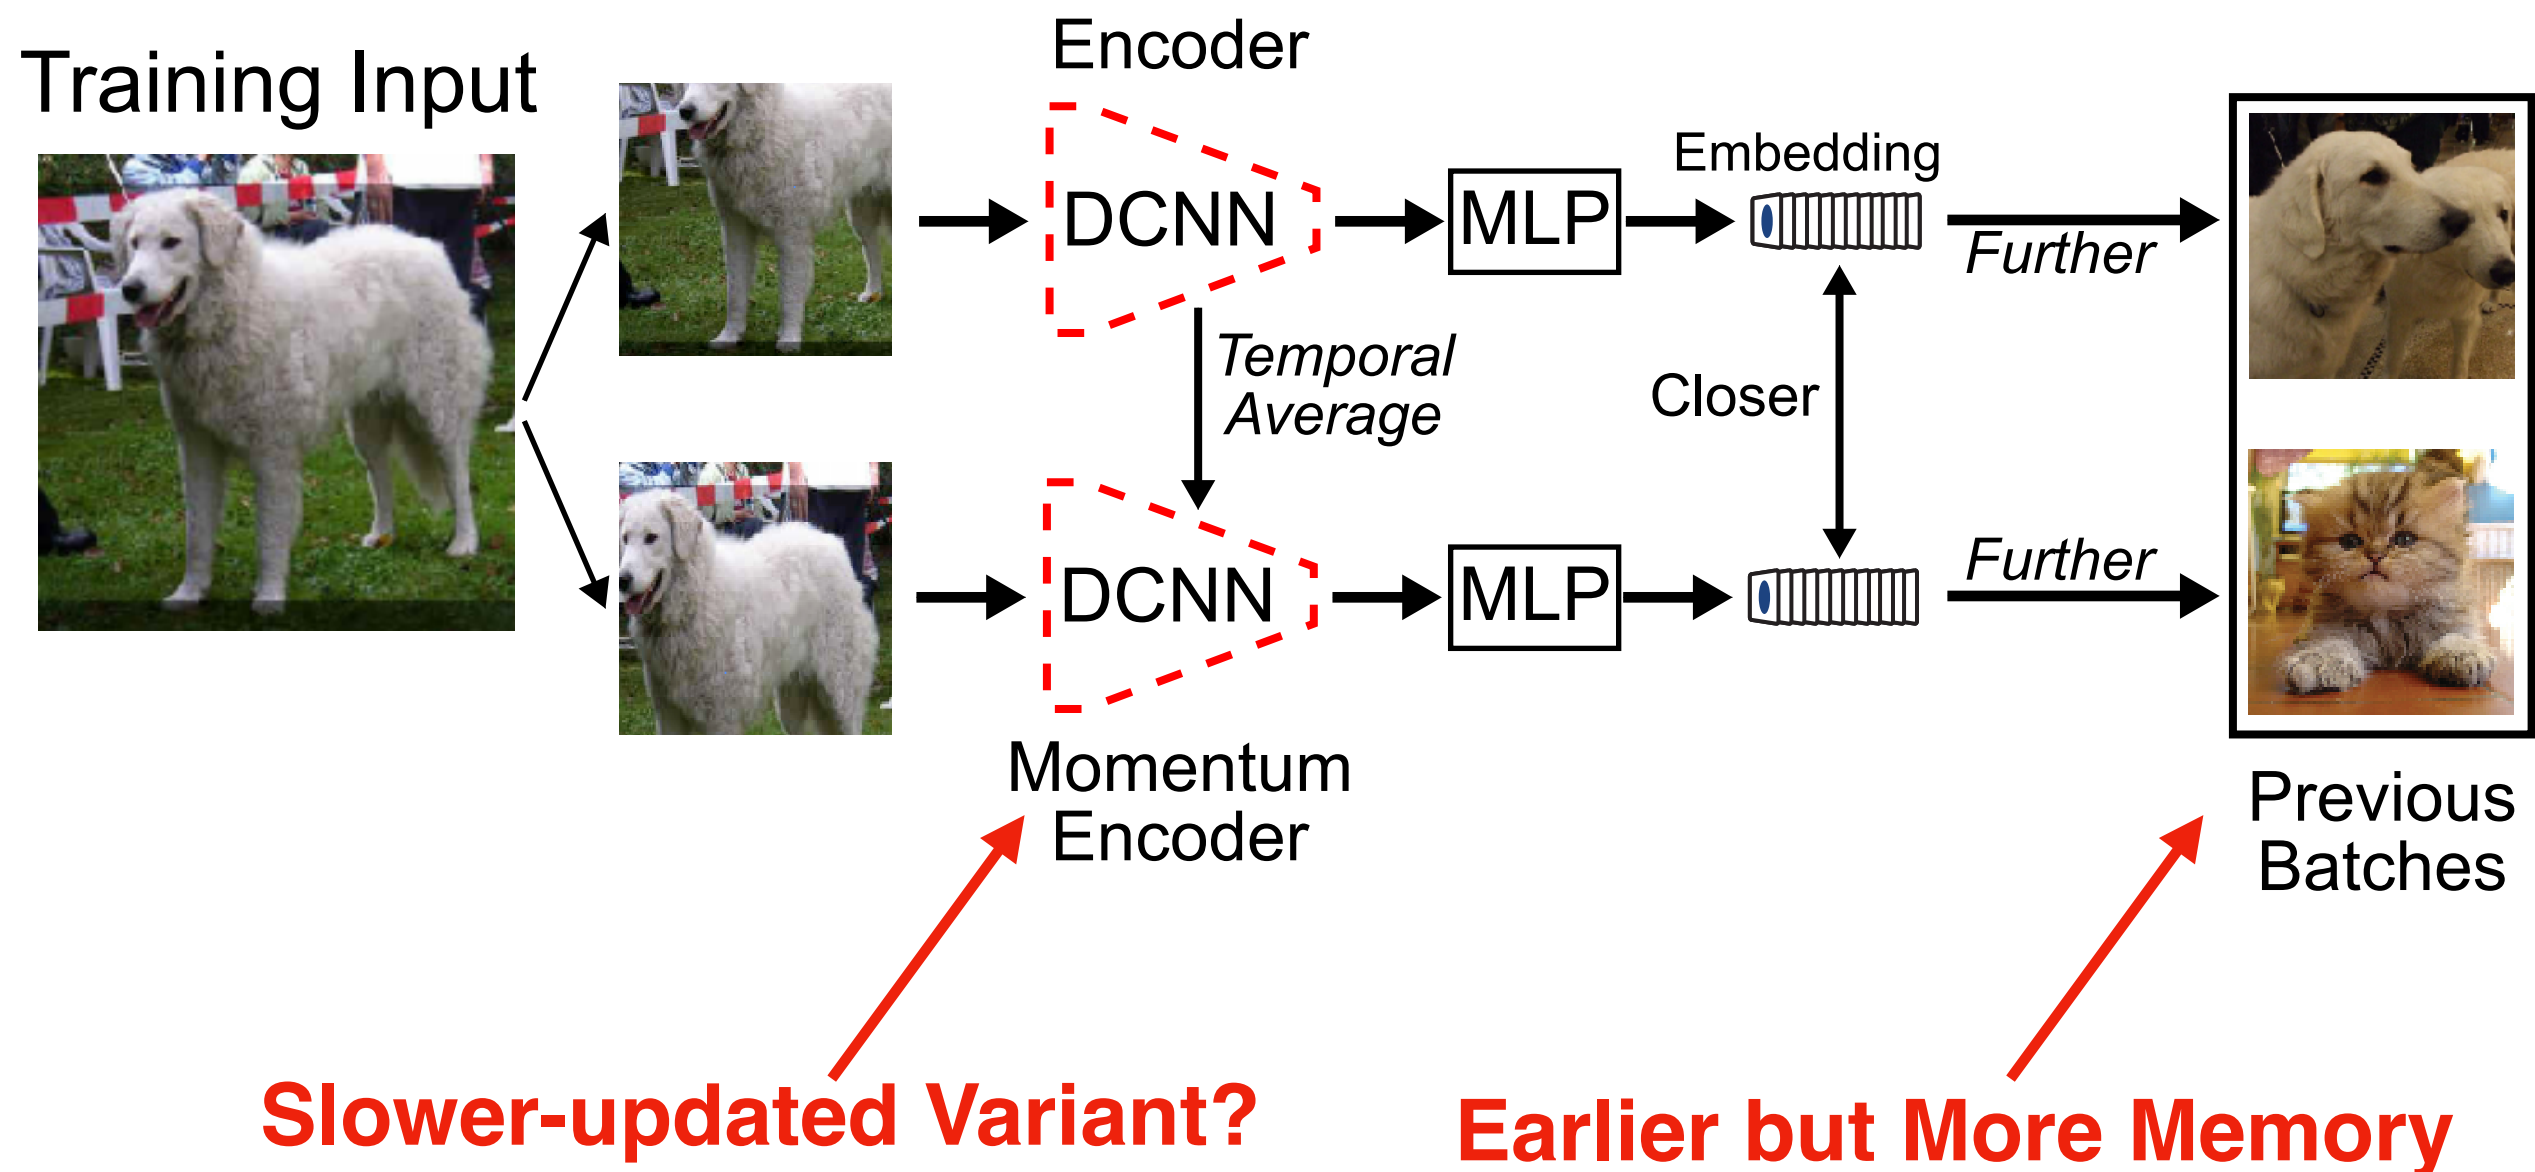 Training Input
Encoder
DCNN
MLP
Embedding
Further
Temporal
Average
Closer
DCNN
MLP
Further
Momentum
Encoder
Previous
Batches
Slower-updated Variant?
Earlier but More Memory